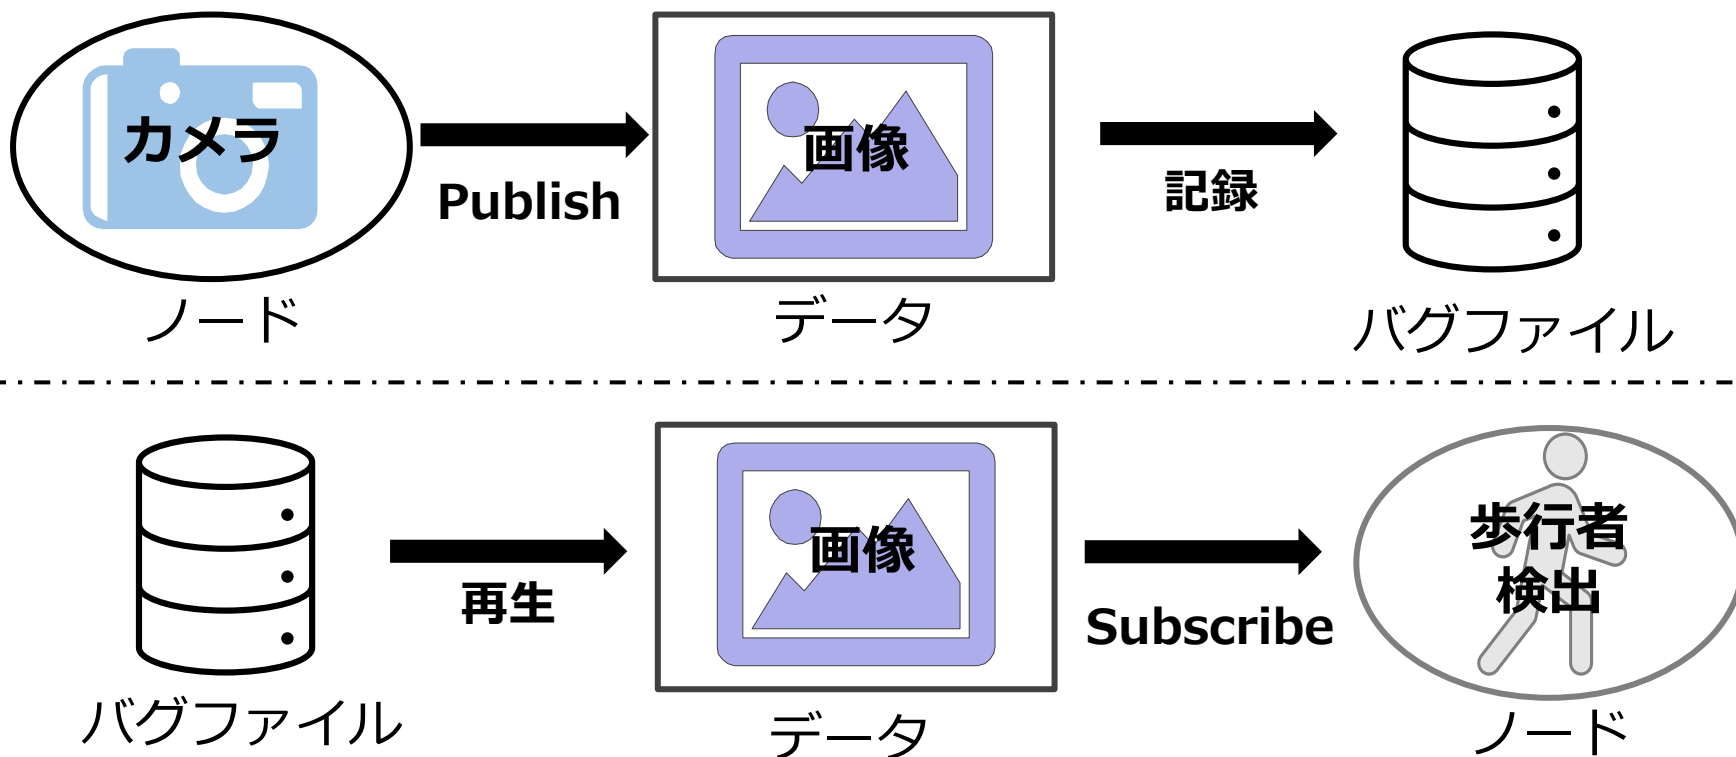 カメラ
Publish
画像
記録
ノード
データ
バグファイル
再生
画像
Subscribe
歩行者
検出
バグファイル
データ
ノード